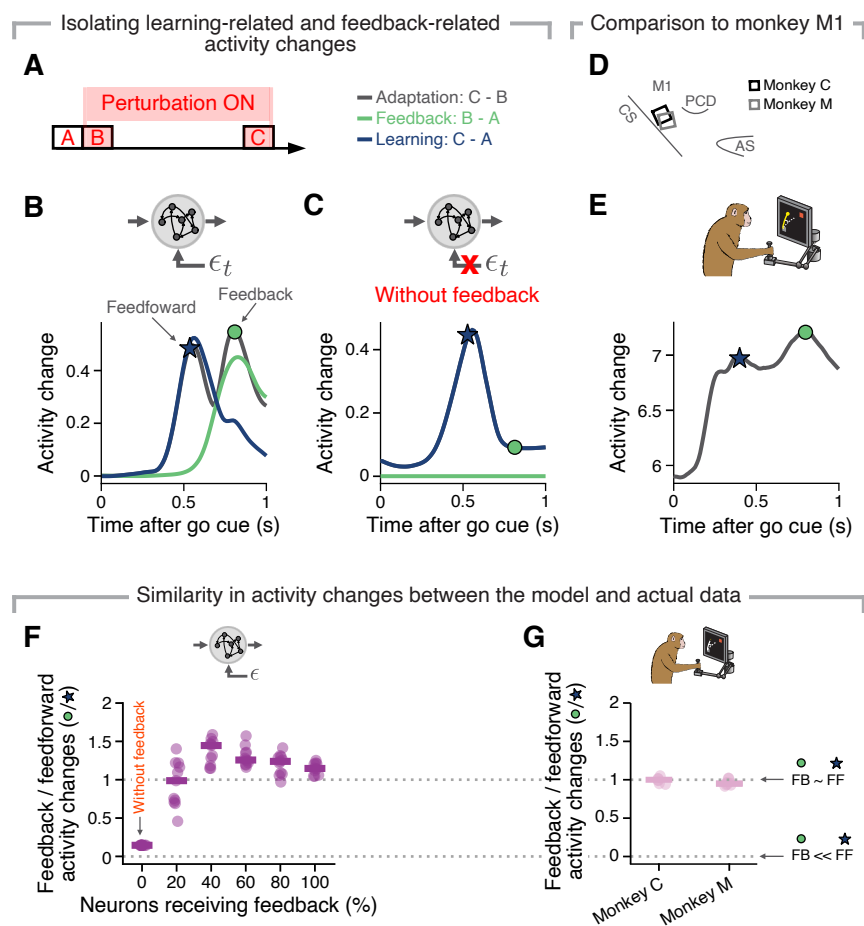 Isolating learning-related and feedback-related
activity changes
Comparison to monkey M1
A
Perturbation ON
A
B
C
Adaptation: C - B
Feedback: B - A
Learning: C - A
D
M1
PCD
CS
AS
Monkey C
Monkey M
B
ϵt
Feedfoward
Feedback
Activity change
0.4
0.2
0
0
0.5
1
Time after go cue (s)
C
X
ϵt
Without feedback
Activity change
0.4
0.2
0
0
0.5
1
Time after go cue (s)
E
Activity change
7
6.5
6
0
0.5
1
Time after go cue (s)
Similarity in activity changes between the model and actual data
F
ϵ
Feedback / feedforward
activity changes ( / )
2
1.5
1
0.5
0
Without feedback
0
20
40
60
80
100
Neurons receiving feedback (%)
G
Feedback / feedforward
activity changes ( / )
2
1.5
1
0.5
0
Monkey C
Monkey M
FB ~ FF
FB << FF